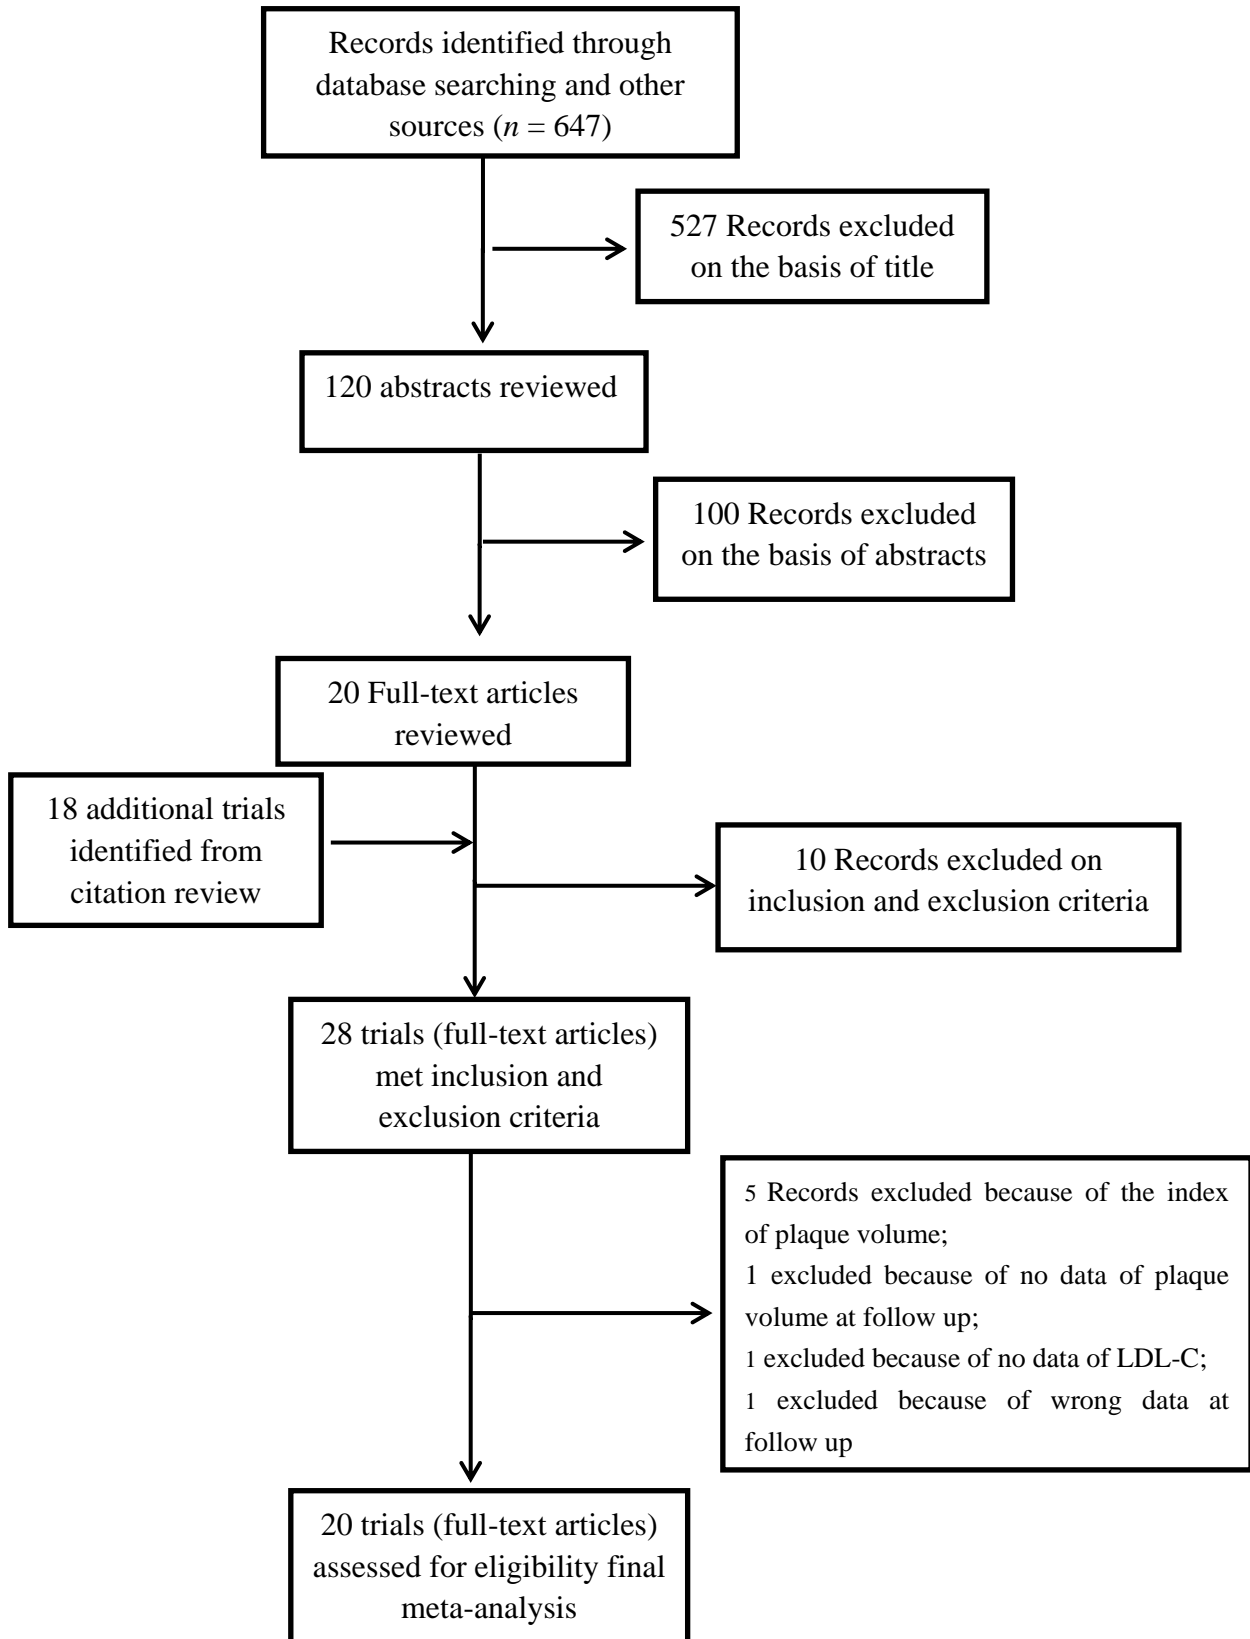 Records identified through
database searching and other
sources (n = 647)
527 Records excluded
on the basis of title
120 abstracts reviewed
100 Records excluded
on the basis of abstracts
20 Full-text articles
reviewed
18 additional trials
identified from
citation review
10 Records excluded on
inclusion and exclusion criteria
28 trials (full-text articles)
met inclusion and
exclusion criteria
5 Records excluded because of the index
of plaque volume;
1 excluded because of no data of plaque
volume at follow up;
1 excluded because of no data of LDL-C;
1 excluded because of wrong data at
follow up
20 trials (full-text articles)
assessed for eligibility final
meta-analysis